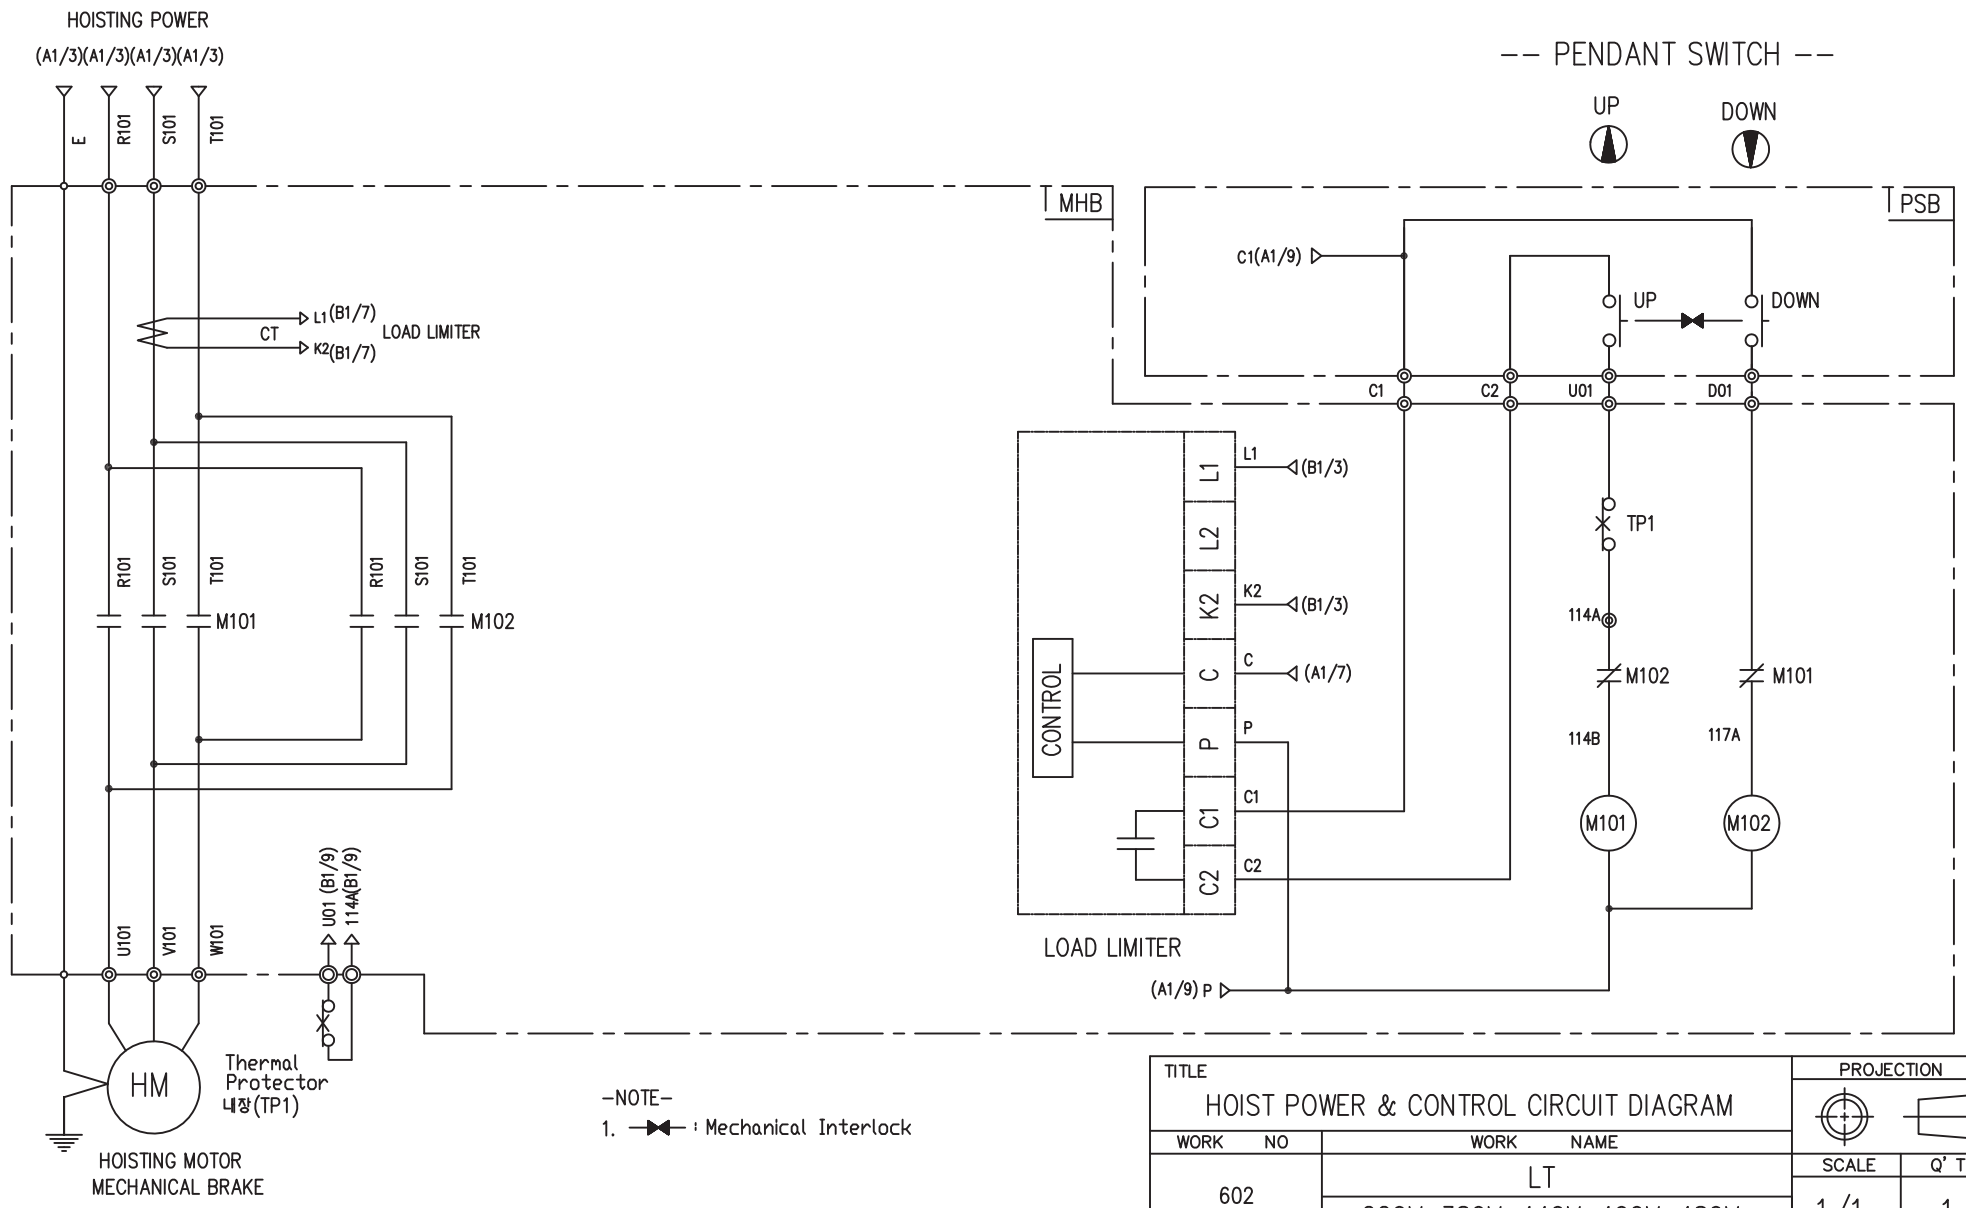 HOISTING POWER
(A1/3)(A1/3)(A1/3)(A1/3)
E
R101
S101
T101
-- PENDANT SWITCH --
UP
DOWN
MHB
PSB
C1(A1/9)
UP
DOWN
L1(B1/7)
CT
LOAD LIMITER
K2(B1/7)
C1
C2
U01
D01
L1
L1
(B1/3)
L2
K2
K2
(B1/3)
C
C
(A1/7)
P
P
C1
C1
C2
C2
CONTROL
LOAD LIMITER
(A1/9) P
TP1
114A
M102
M101
114B
117A
M101
M102
R101
S101
T101
M101
R101
S101
T101
M102
U101
V101
W101
U01 (B1/9)
114A(B1/9)
HM
Thermal
Protector
내장(TP1)
HOISTING MOTOR
MECHANICAL BRAKE
-NOTE-
1. : Mechanical Interlock
TITLE
HOIST POWER & CONTROL CIRCUIT DIAGRAM
PROJECTION
WORK NO
WORK NAME
SCALE
Q' T
602
LT
1 /1
1